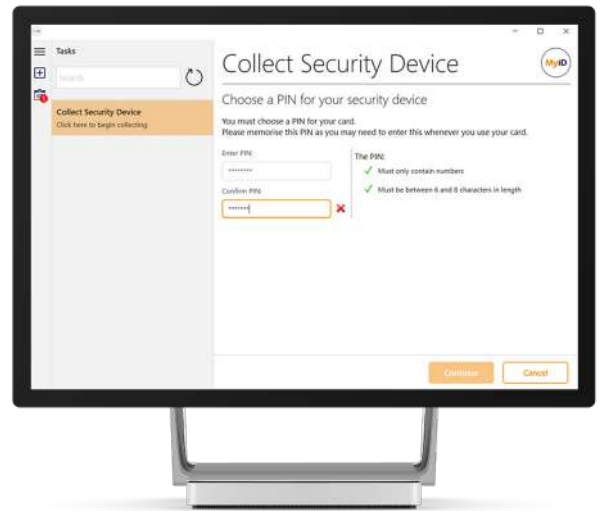 Tasks
Search
Collect Security Device
Click here to begin collecting
1
Collect Security Device
MyID
Choose a PIN for your security device
You must choose a PIN for your card.
Please memorise this PIN as you may need to enter this whenever you use your card.
Enter PIN:
Confirm PIN:
The PIN:
Must only contain numbers
Must be between 6 and 8 characters in length
Continue
Cancel